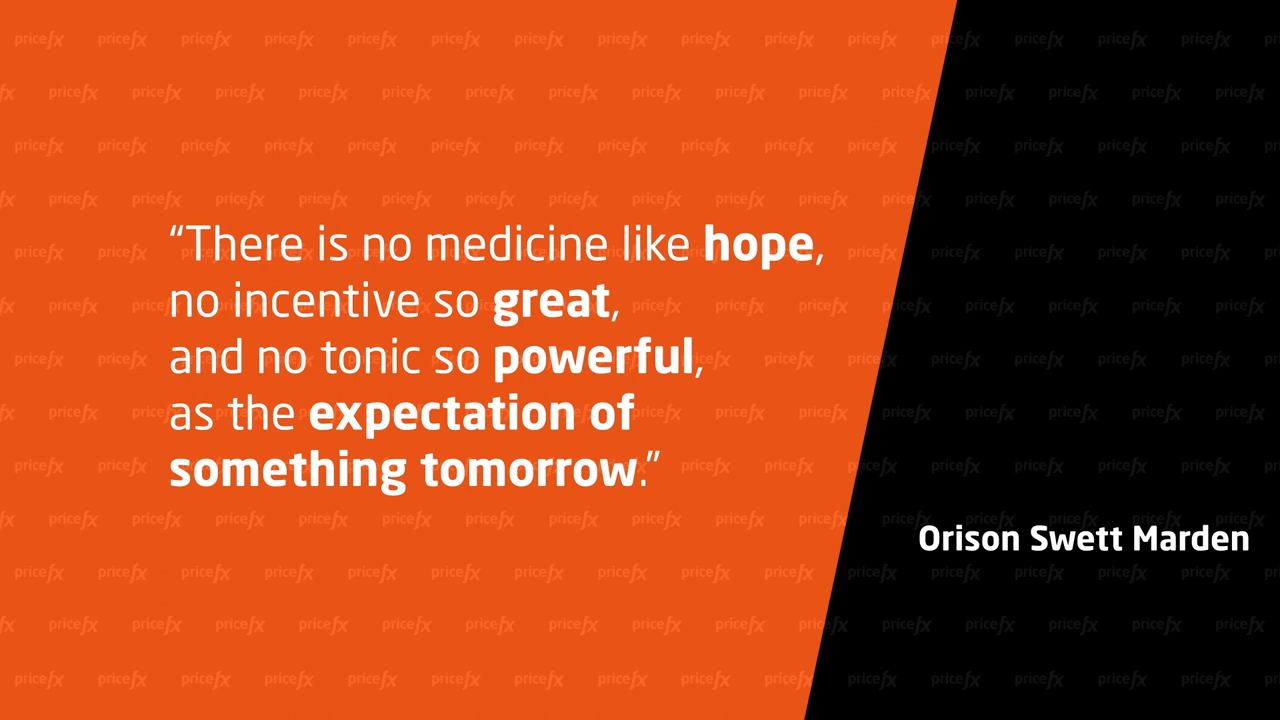 “There is no medicine like hope,
no incentive so great,
and no tonic so powerful,
as the expectation of
something tomorrow.”
Orison Swett Marden
pricefx